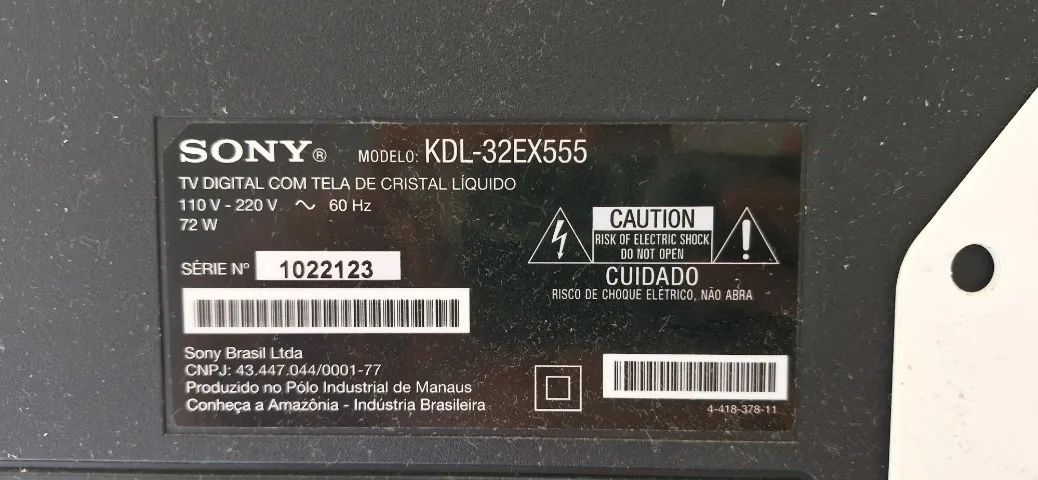 SONY® MODELO: KDL-32EX555
TV DIGITAL COM TELA DE CRISTAL LÍQUIDO
110 V - 220 V ~ 60 Hz
72 W
CAUTION
RISK OF ELECTRIC SHOCK
DO NOT OPEN
CUIDADO
RISCO DE CHOQUE ELÉTRICO, NÃO ABRA
SÉRIE Nº 1022123
Sony Brasil Ltda
CNPJ: 43.447.044/0001-77
Produzido no Pólo Industrial de Manaus
Conheça a Amazônia - Indústria Brasileira
4-418-378-11